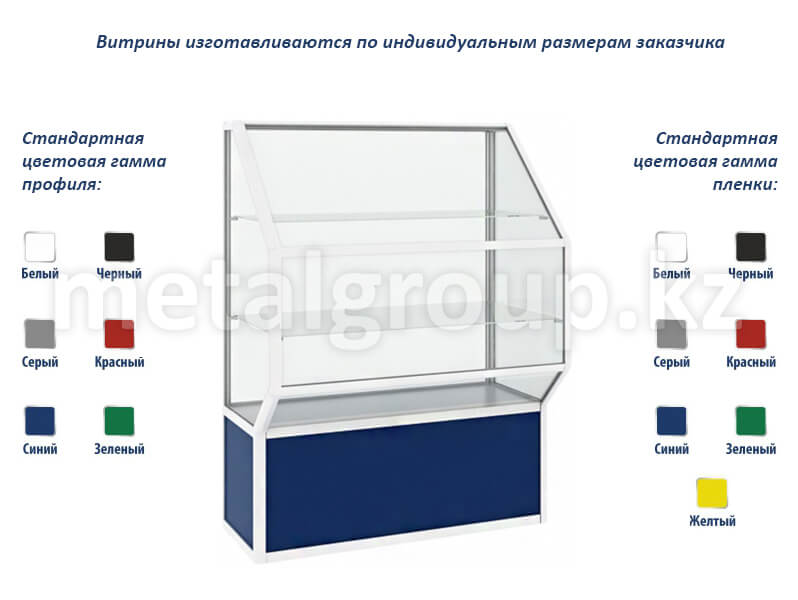 Витрины изготавливаются по индивидуальным размерам заказчика
Стандартная
цветовая гамма
профиля:
Белый
Черный
Серый
Красный
Синий
Зеленый
Стандартная
цветовая гамма
пленки:
Белый
Черный
Серый
Красный
Синий
Зеленый
Желтый
metalgroup.kz